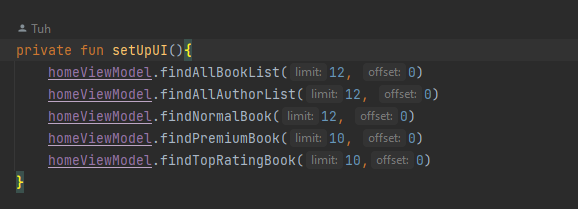 Tuh
private fun setUpUI(){
homeViewModel.findAllBookList( limit: 12, offset: 0)
homeViewModel.findAllAuthorList( limit: 12, offset: 0)
homeViewModel.findNormalBook( limit: 12, offset: 0)
homeViewModel.findPremiumBook( limit: 10, offset: 0)
homeViewModel.findTopRatingBook( limit: 10, offset: 0)
}